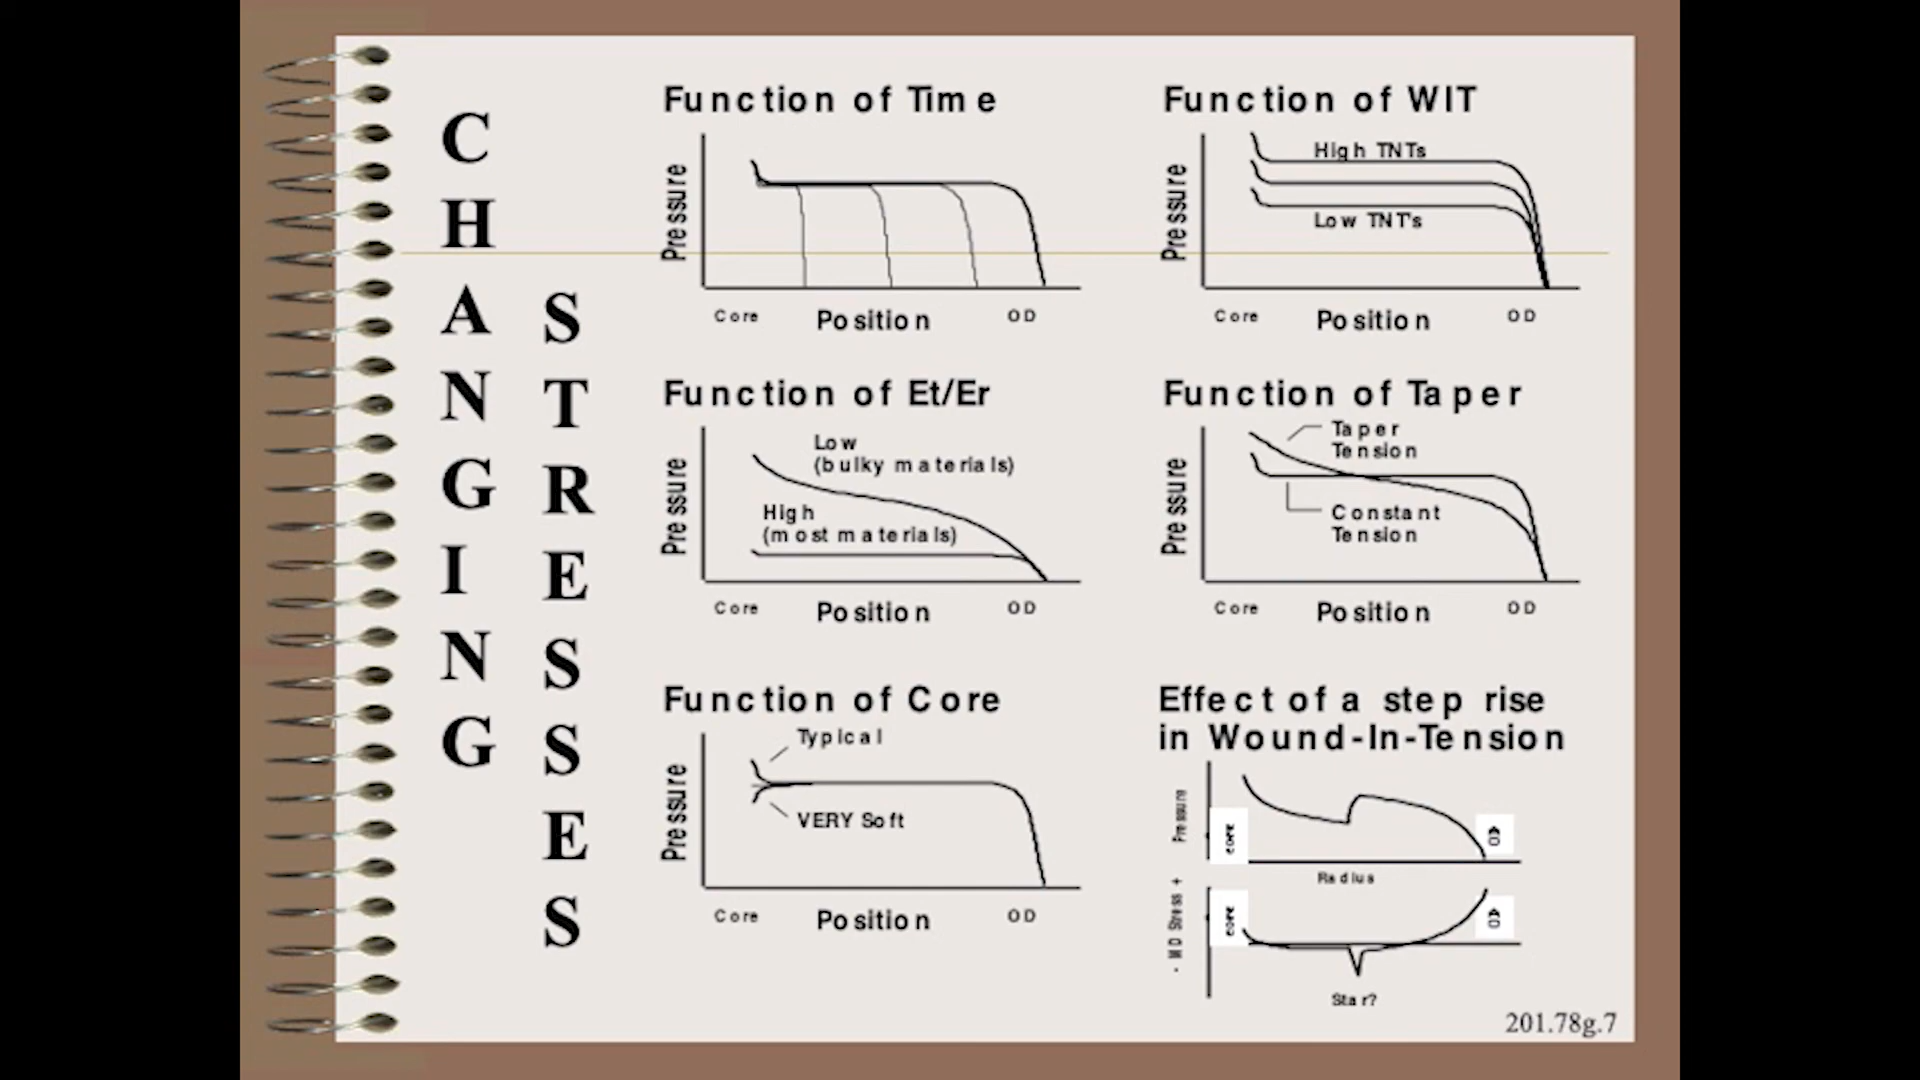 CHANGING
STRESSES
Function of Time
Pressure
Core
Position
OD
Function of WIT
High TNTs
Low TNT's
Pressure
Core
Position
OD
Function of Et/Er
Low
(bulky materials)
High
(most materials)
Pressure
Core
Position
OD
Function of Taper
Taper
Tension
Constant
Tension
Pressure
Core
Position
OD
Function of Core
Typical
VERY Soft
Pressure
Core
Position
OD
Effect of a step rise
in Wound-In-Tension
Pressure
core
OD
Radius
- MD Stress +
core
OD
Star?
201.78g.7